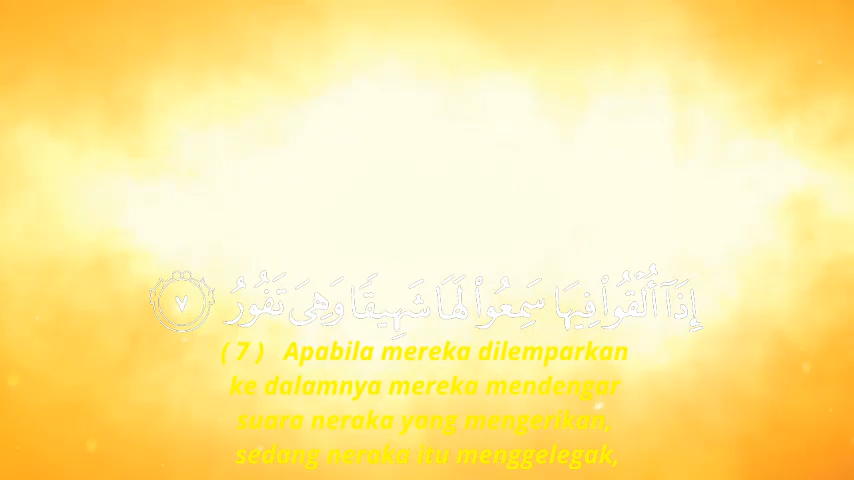 إِذَآ أُلْقُوا۟ فِيهَا سَمِعُوا۟ لَهَا شَهِيقًا وَهِىَ تَفُورُ ٧
( 7 ) Apabila mereka dilemparkan
ke dalamnya mereka mendengar
suara neraka yang mengerikan,
sedang neraka itu menggelegak,